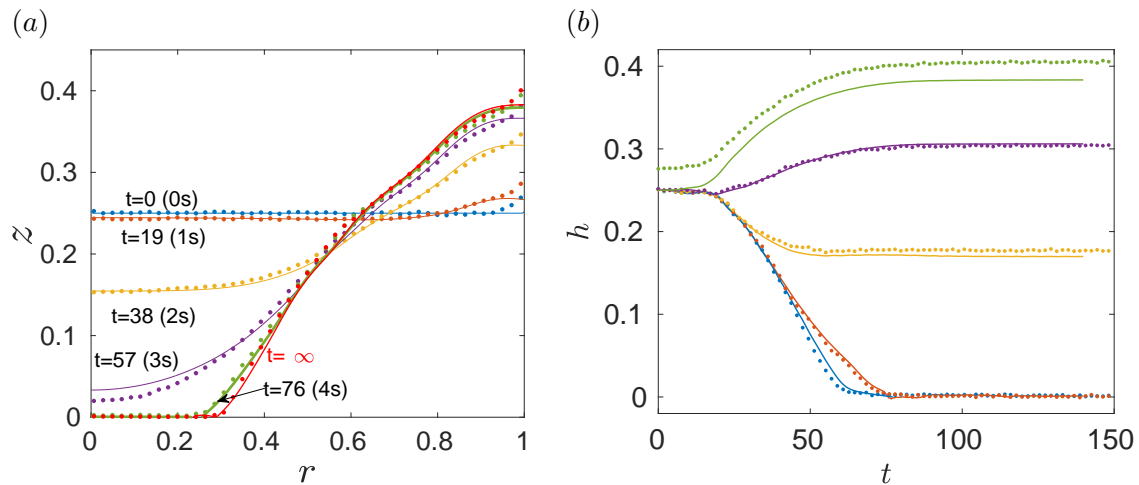 (a)
(b)
0.4
0.3
0.2
0.1
0
z
t=0 (0s)
t=19 (1s)
t=38 (2s)
t=57 (3s)
t= ∞
t=76 (4s)
0 0.2 0.4 0.6 0.8 1
r
0.4
0.3
0.2
0.1
0
h
0 50 100 150
t